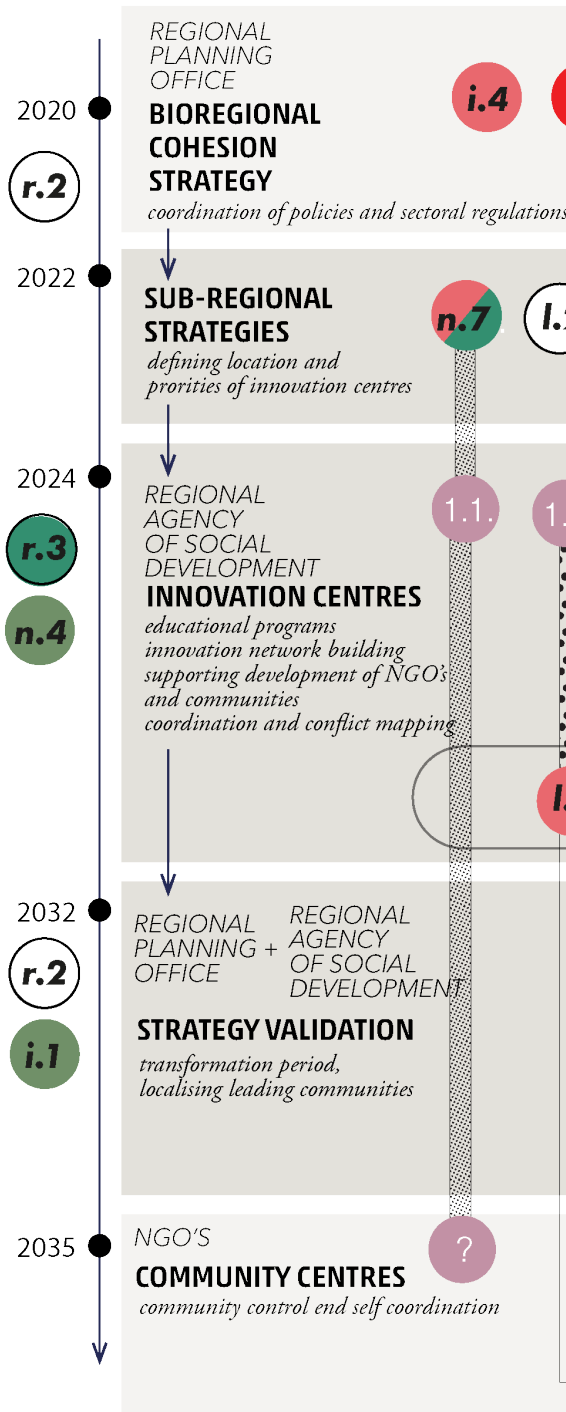 REGIONAL
PLANNING
OFFICE
2020
BIOREGIONAL
COHESION
STRATEGY
i.4
r.2
coordination of policies and sectoral regulations
2022
SUB-REGIONAL
STRATEGIES
n.7
defining location and
prorities of innovation centres
2024
REGIONAL
AGENCY
OF SOCIAL
DEVELOPMENT
1.1.
r.3
INNOVATION CENTRES
n.4
educational programs
innovation network building
supporting development of NGO's
and communities
coordination and conflict mapping
2032
REGIONAL
PLANNING +
OFFICE
REGIONAL
AGENCY
OF SOCIAL
DEVELOPMENT
r.2
STRATEGY VALIDATION
i.1
transformation period,
localising leading communities
2035
NGO'S
COMMUNITY CENTRES
?
community control end self coordination